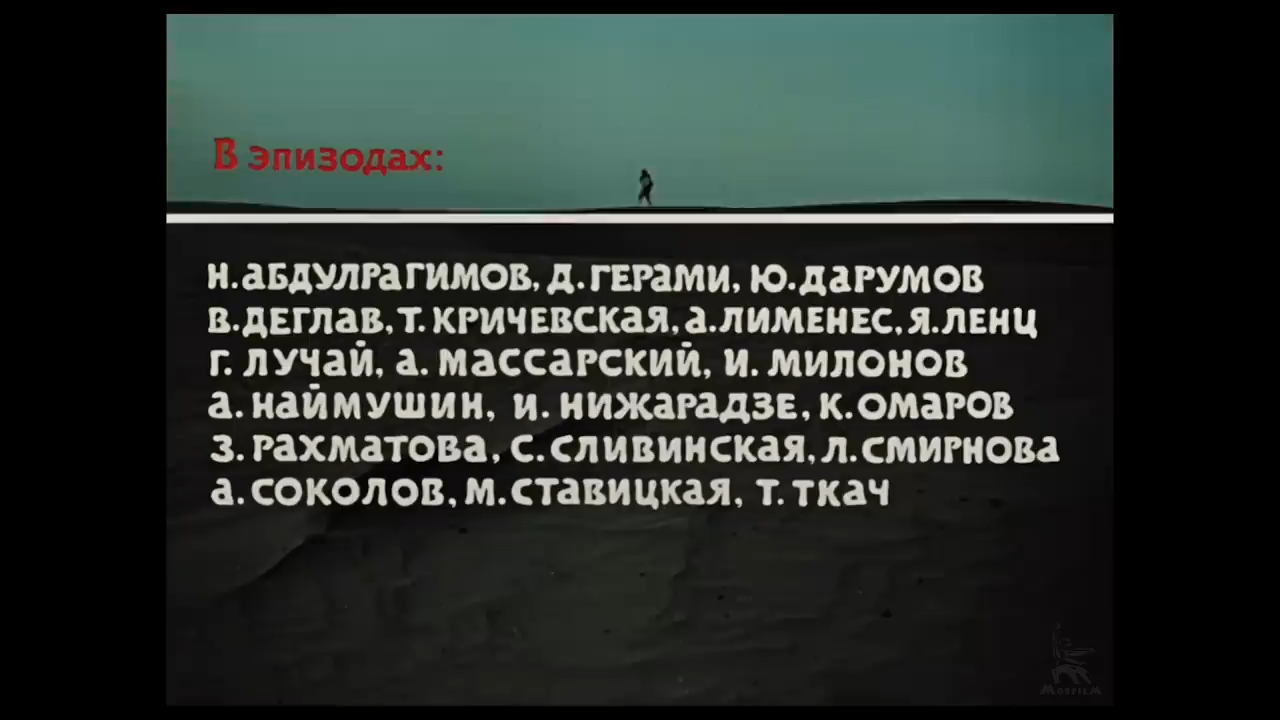 В эпизодах:
Н. АБДУЛРАГИМОВ, Д. ГЕРАМИ, Ю. ДАРУМОВ
В. ДЕГЛАВ, Т. КРИЧЕВСКАЯ, А. ЛИМЕНЕС, Я. ЛЕНЦ
Г. ЛУЧАЙ, А. МАССАРСКИЙ, И. МИЛОНОВ
А. НАЙМУШИН, И. НИЖАРАДЗЕ, К. ОМАРОВ
З. РАХМАТОВА, С. СЛИВИНСКАЯ, Л. СМИРНОВА
А. СОКОЛОВ, М. СТАВИЦКАЯ, Т. ТКАЧ
MOSFILM